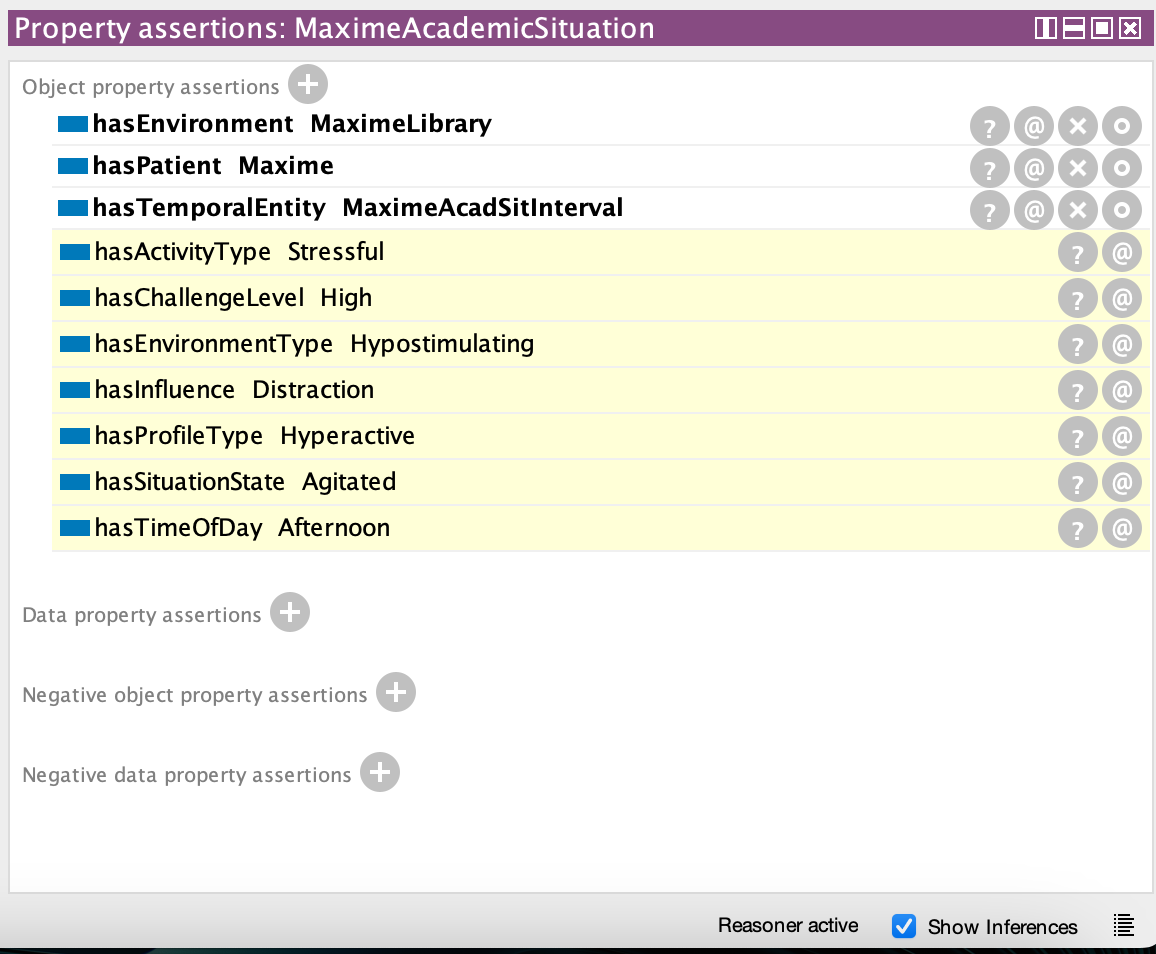 Property assertions: MaximeAcademicSituation
Object property assertions
hasEnvironment MaximeLibrary
? @
hasPatient Maxime
? @
hasTemporalEntity MaximeAcadSitInterval
? @
hasActivityType Stressful
? @
hasChallengeLevel High
? @
hasEnvironmentType Hypostimulating
? @
hasInfluence Distraction
? @
hasProfileType Hyperactive
? @
hasSituationState Agitated
? @
hasTimeOfDay Afternoon
? @
Data property assertions
Negative object property assertions
Negative data property assertions
Reasoner active Show Inferences